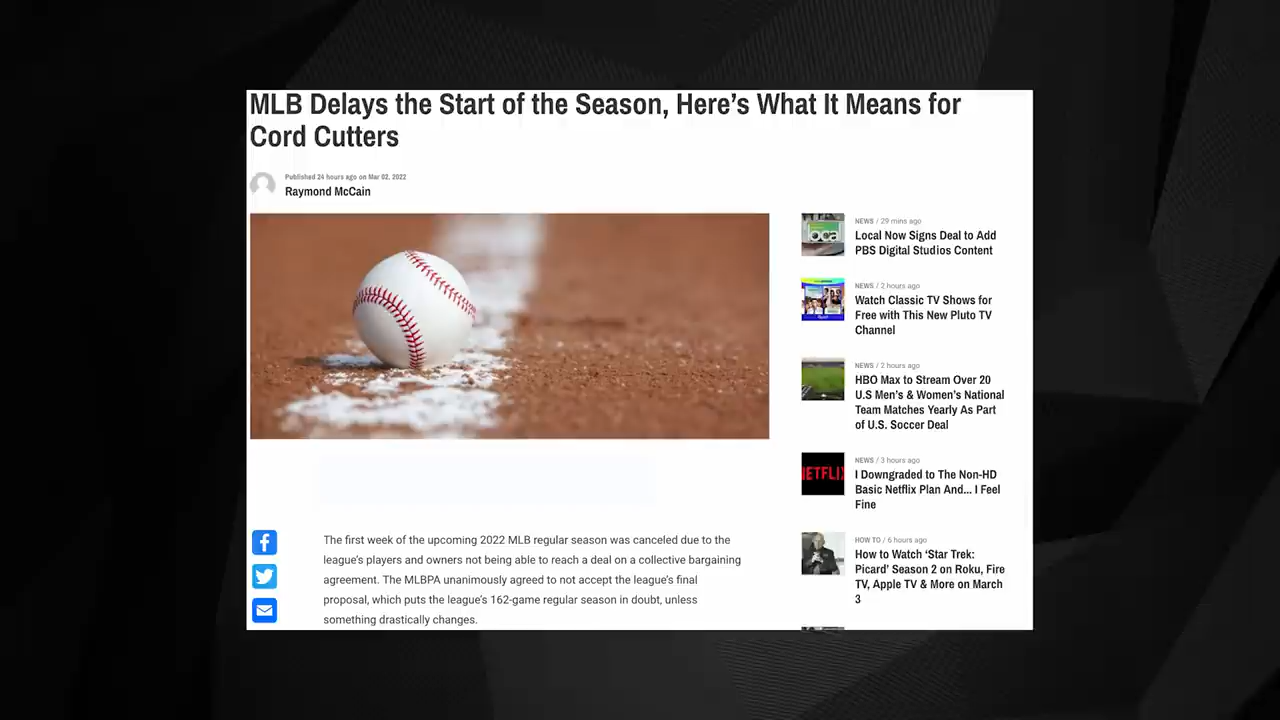 MLB Delays the Start of the Season, Here’s What It Means for
Cord Cutters
Published 24 hours ago on Mar 02, 2022
Raymond McCain
NEWS / 29 mins ago
Local Now Signs Deal to Add
PBS Digital Studios Content
NEWS / 2 hours ago
Watch Classic TV Shows for
Free with This New Pluto TV
Channel
NEWS / 2 hours ago
HBO Max to Stream Over 20
U.S Men’s & Women’s National
Team Matches Yearly As Part
of U.S. Soccer Deal
NEWS / 3 hours ago
I Downgraded to The Non-HD
Basic Netflix Plan And... I Feel
Fine
HOW TO / 6 hours ago
How to Watch ‘Star Trek:
Picard’ Season 2 on Roku, Fire
TV, Apple TV & More on March
3
The first week of the upcoming 2022 MLB regular season was canceled due to the
league’s players and owners not being able to reach a deal on a collective bargaining
agreement. The MLBPA unanimously agreed to not accept the league’s final
proposal, which puts the league’s 162-game regular season in doubt, unless
something drastically changes.